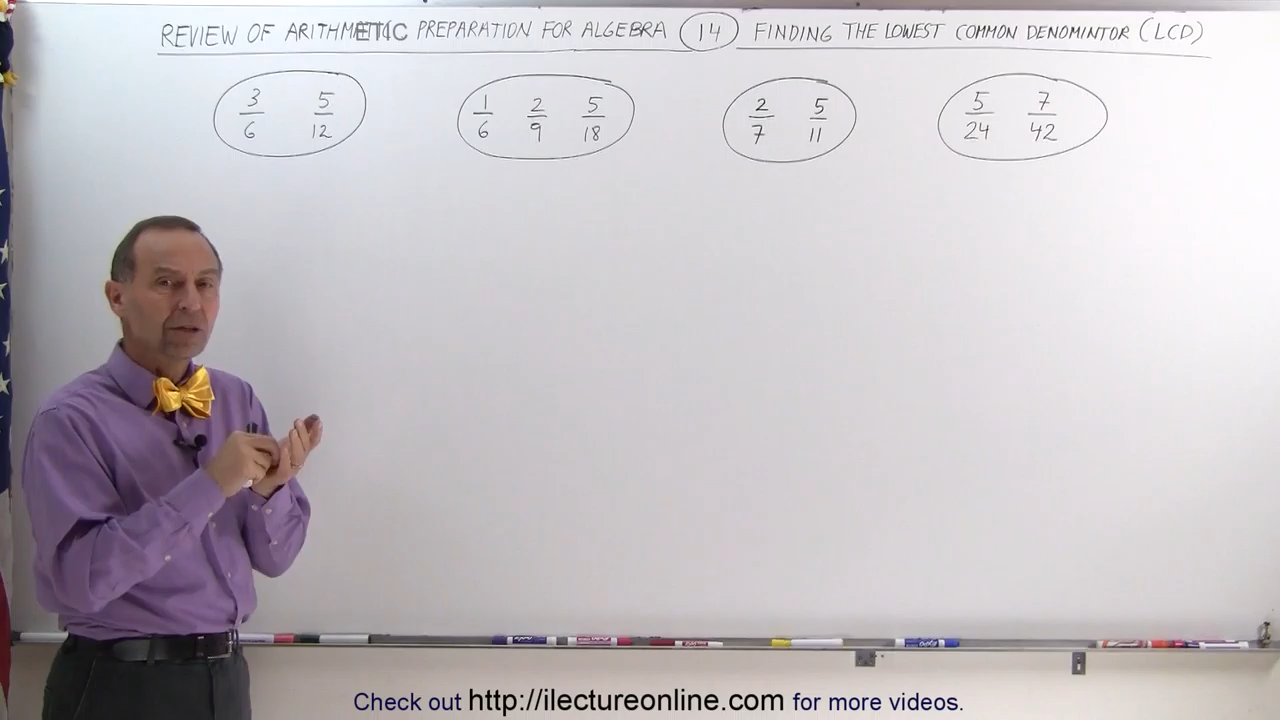 REVIEW OF ARITHMETIC PREPARATION FOR ALGEBRA 14 FINDING THE LOWEST COMMON DENOMINTOR (LCD)
3/6 5/12 1/6 2/9 5/18 2/7 5/11 5/24 7/42
Check out http://ilectureonline.com for more videos.